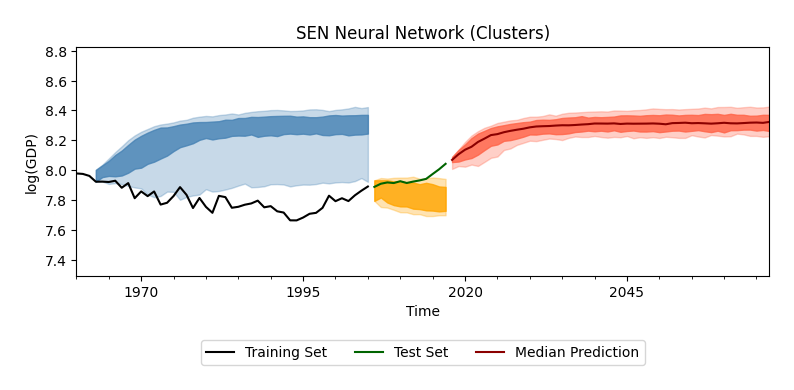 SEN Neural Network (Clusters)
8.8
8.6
8.4
8.2
8.0
7.8
7.6
7.4
log(GDP)
1970 1995 2020 2045
Time
Training Set Test Set Median Prediction